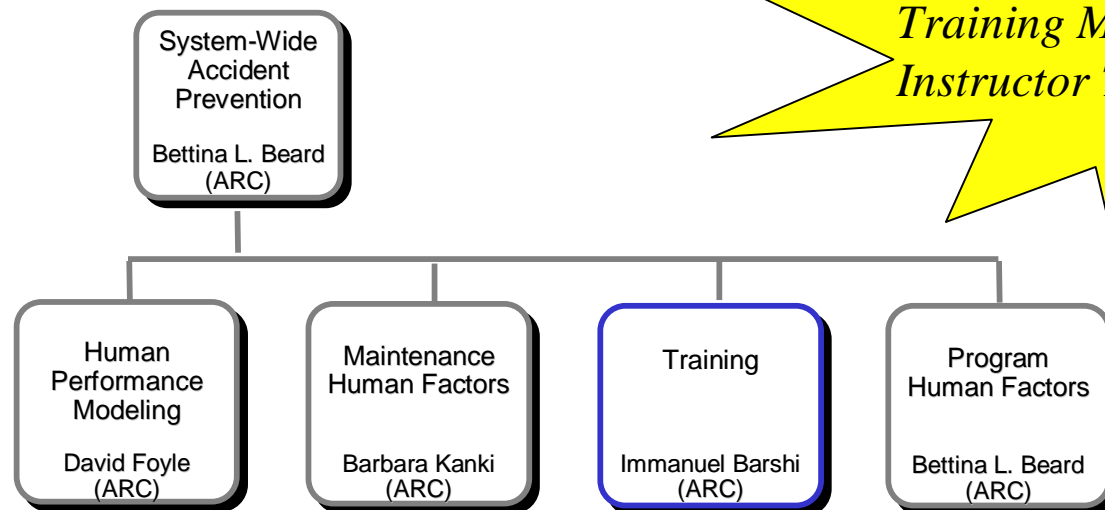 System-Wide
Accident
Prevention
Bettina L. Beard
(ARC)
Training
Instructor
Human
Performance
Modeling
David Foyle
(ARC)
Maintenance
Human Factors
Barbara Kanki
(ARC)
Training
Immanuel Barshi
(ARC)
Program
Human Factors
Bettina L. Beard
(ARC)